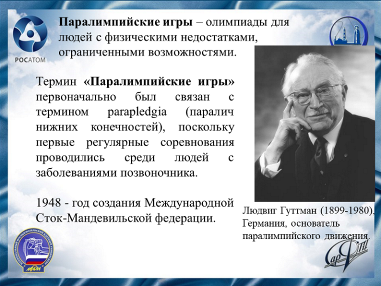 Паралимпийские игры – олимпиады для
людей с физическими недостатками,
ограниченными возможностями.
РОСАТОМ
Термин «Паралимпийские игры»
первоначально был связан с
термином parapledgia (паралич
нижних конечностей), поскольку
первые регулярные соревнования
проводились среди людей с
заболеваниями позвоночника.
1948 - год создания Международной
Сток-Мандевильской федерации.
Людвиг Гуттман (1899-1980).
Германия, основатель
паралимпийского движения.